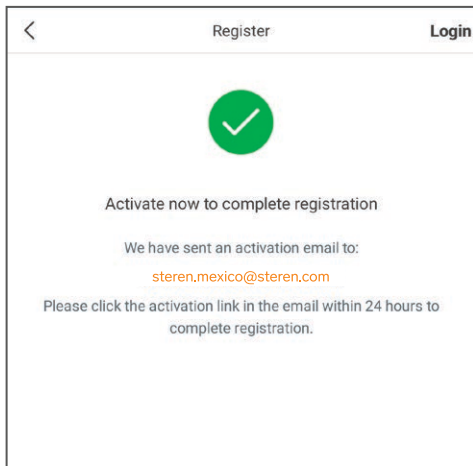 Register Login
Activate now to complete registration
We have sent an activation email to:
steren.mexico@steren.com
Please click the activation link in the email within 24 hours to
complete registration.